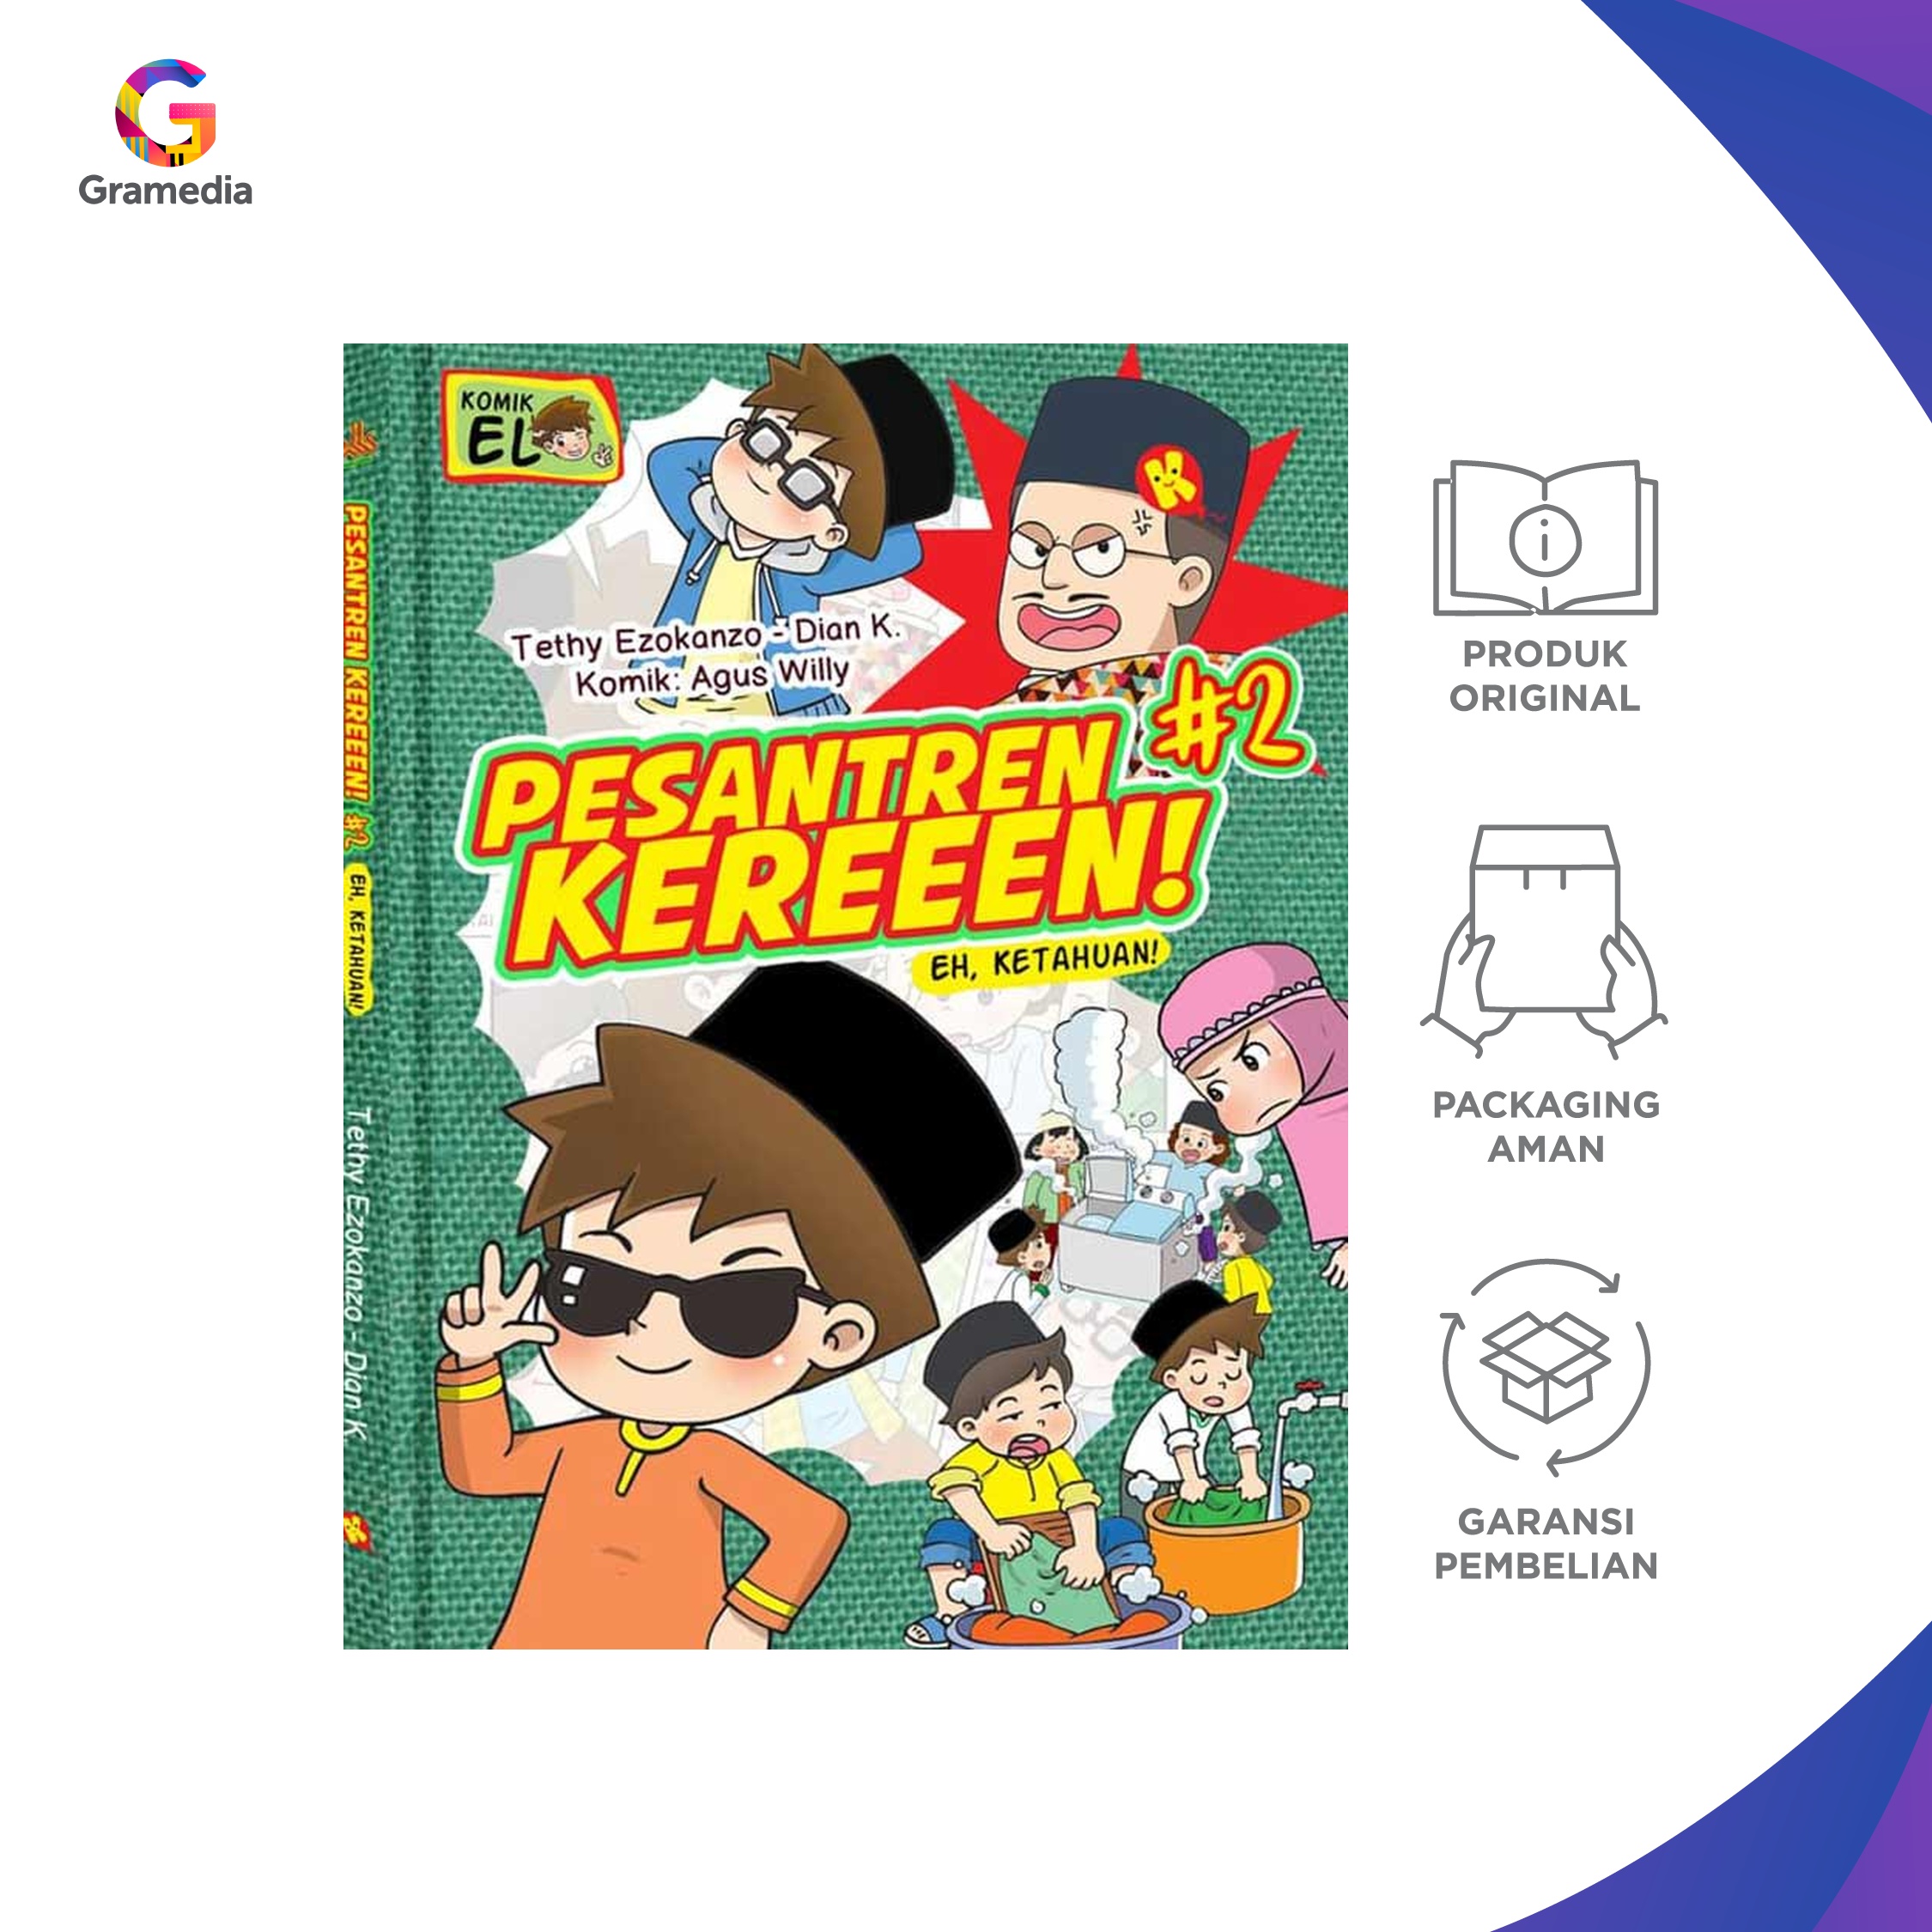 Gramedia
KOMIK
EL
K
Tethy Ezokanzo - Dian K.
Komik: Agus Willy
PESANTREN #2
KEREEEN!
EH, KETAHUAN!
PESANTREN KEREEEN! #2 EH, KETAHUAN! Tethy Ezokanzo - Dian K
PRODUK
ORIGINAL
PACKAGING
AMAN
GARANSI
PEMBELIAN